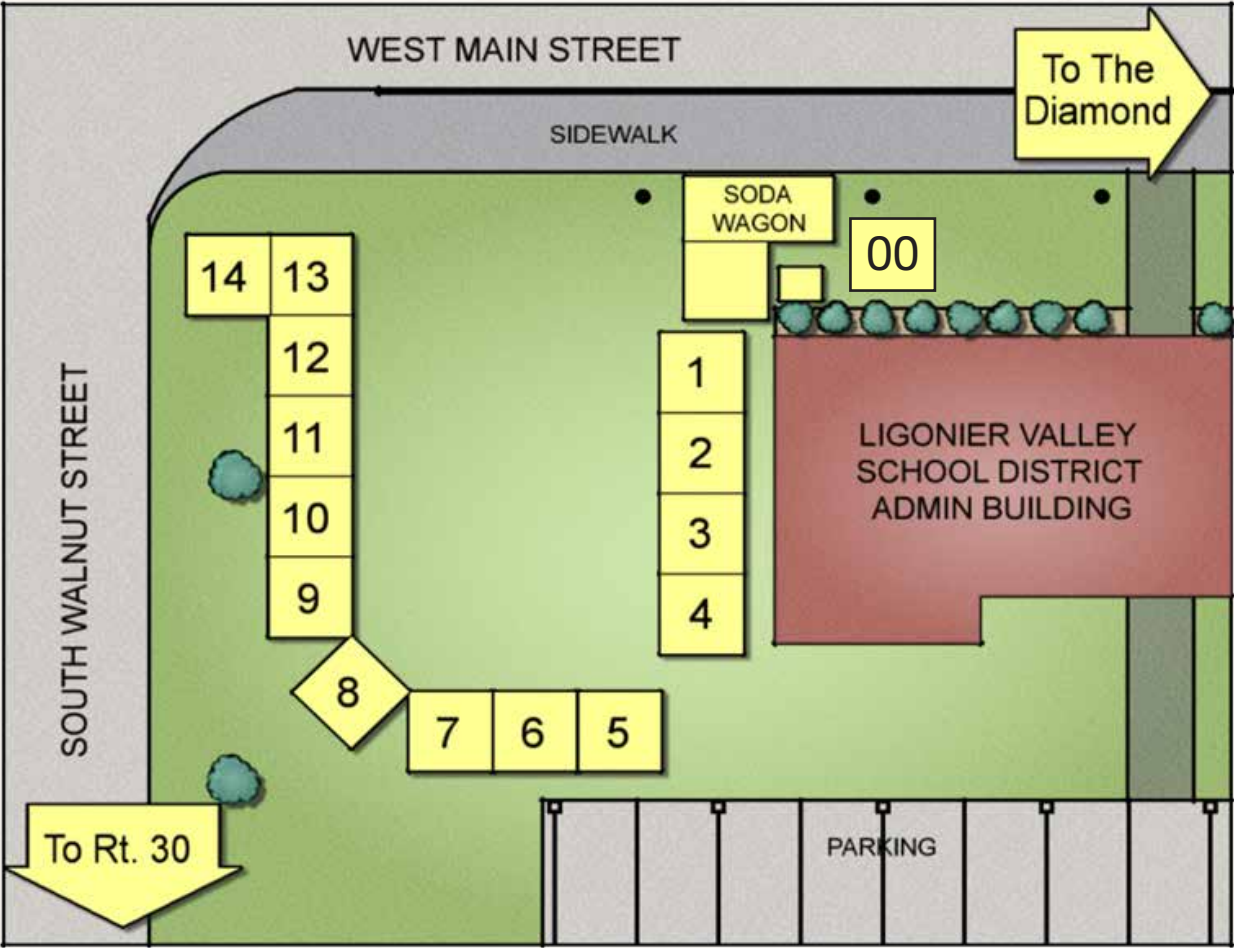 WEST MAIN STREET
To The
Diamond
SIDEWALK
SODA
WAGON
00
14
13
12
11
10
9
8
7
6
5
1
2
3
4
LIGONIER VALLEY
SCHOOL DISTRICT
ADMIN BUILDING
SOUTH WALNUT STREET
To Rt. 30
PARKING